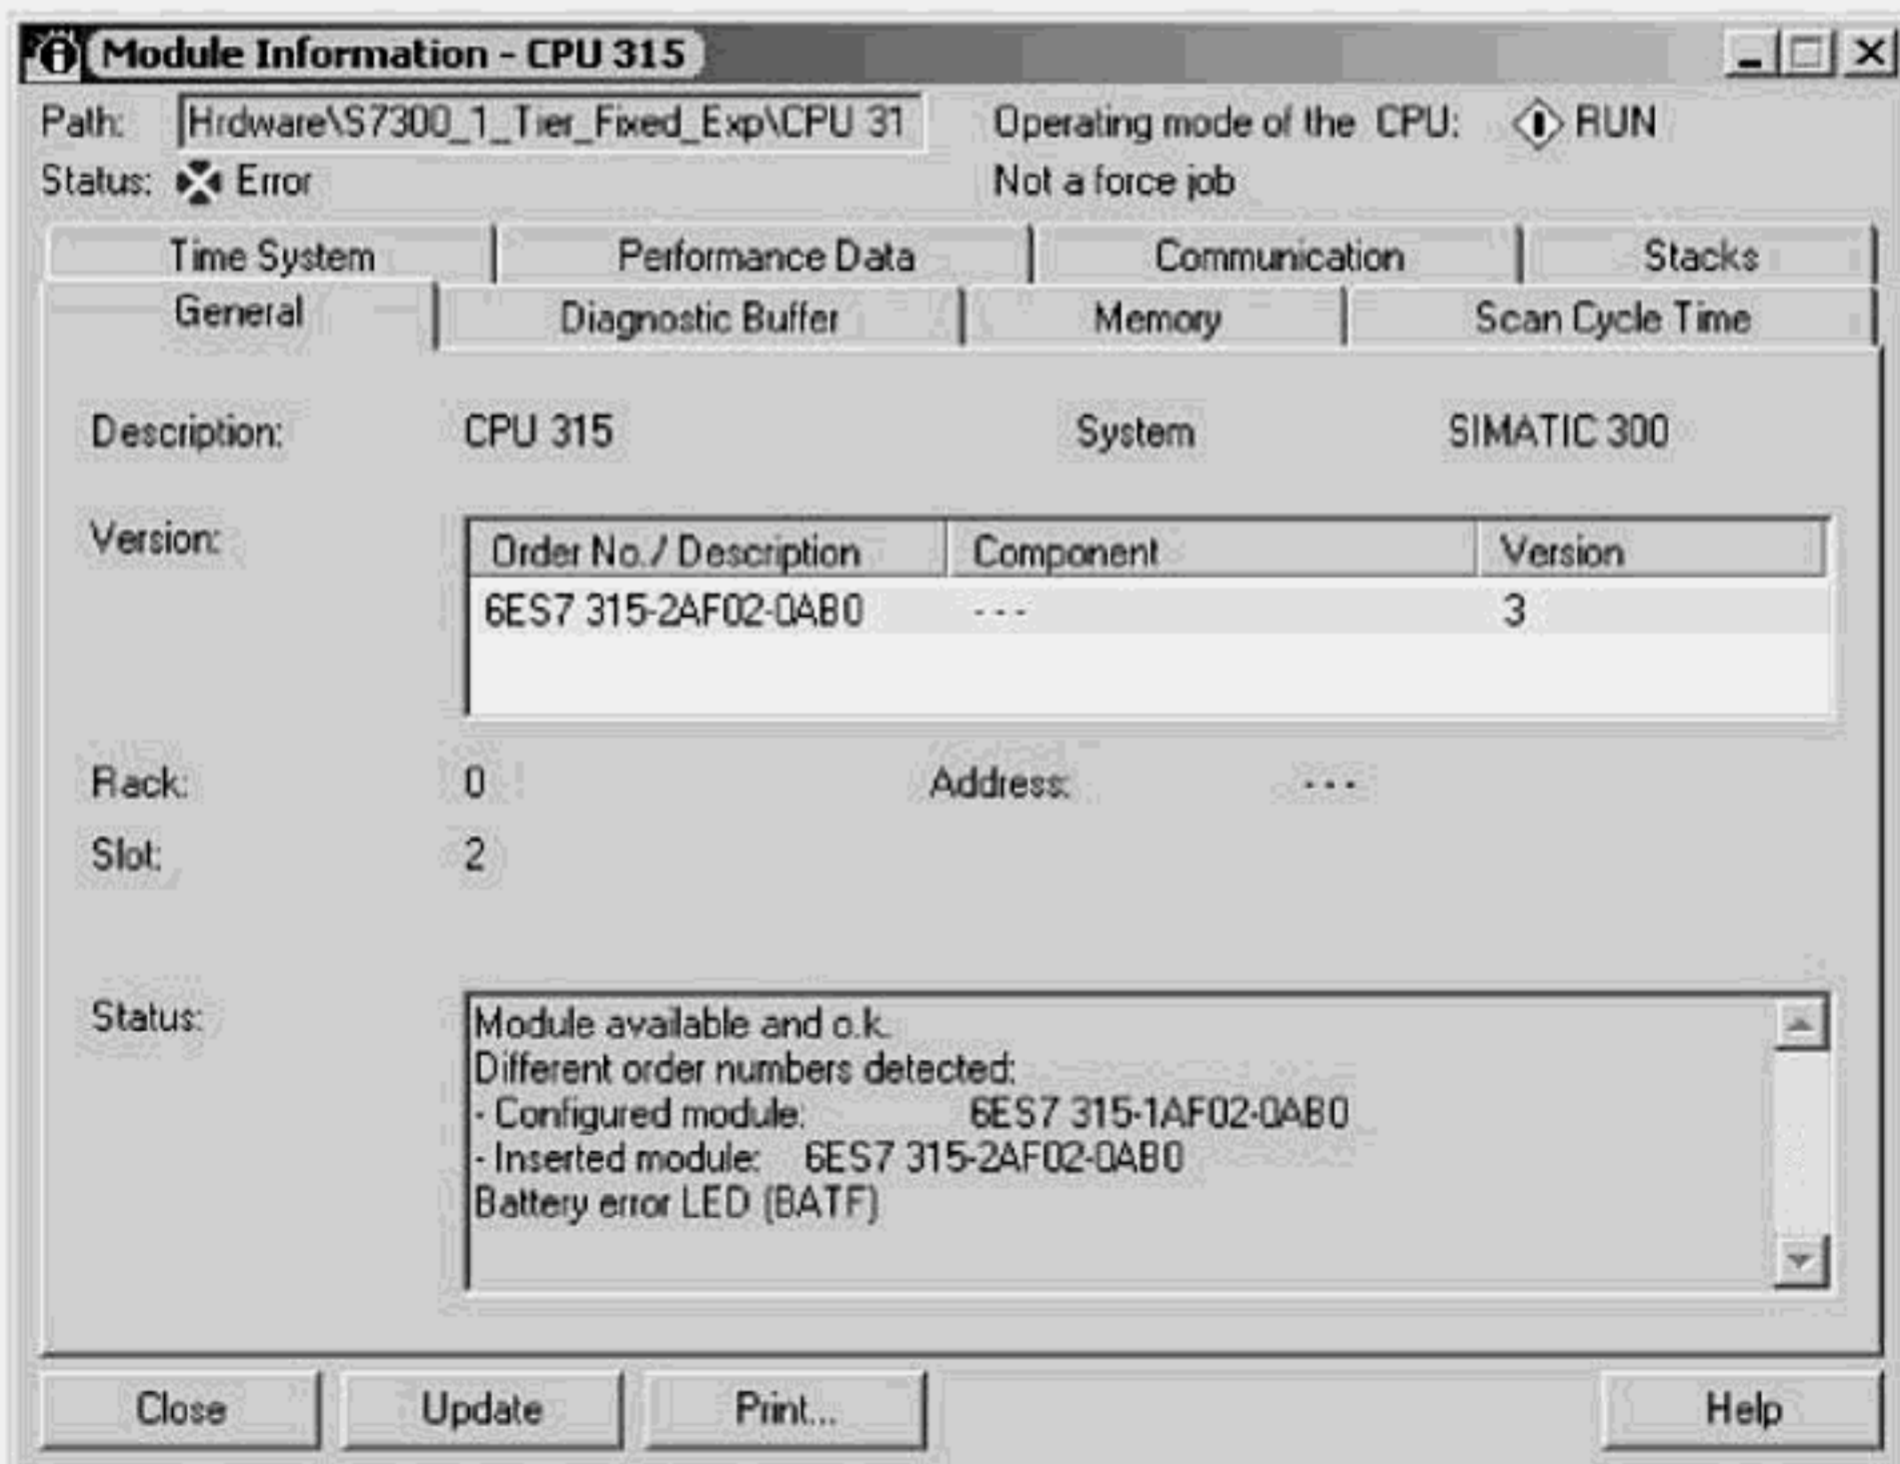 Module Information - CPU 315
Path: Hrdware\S7300_1_Tier_Fixed_Exp\CPU 31 Operating mode of the CPU: RUN
Status: Error Not a force job
Time System Performance Data Communication Stacks
General Diagnostic Buffer Memory Scan Cycle Time
Description: CPU 315 System SIMATIC 300
Version: Order No./ Description Component Version
6ES7 315-2AF02-0AB0 - - - 3
Rack: 0 Address: - - -
Slot: 2
Status: Module available and o.k.
Different order numbers detected:
- Configured module: 6ES7 315-1AF02-0AB0
- Inserted module: 6ES7 315-2AF02-0AB0
Battery error LED (BATF)
Close Update Print... Help